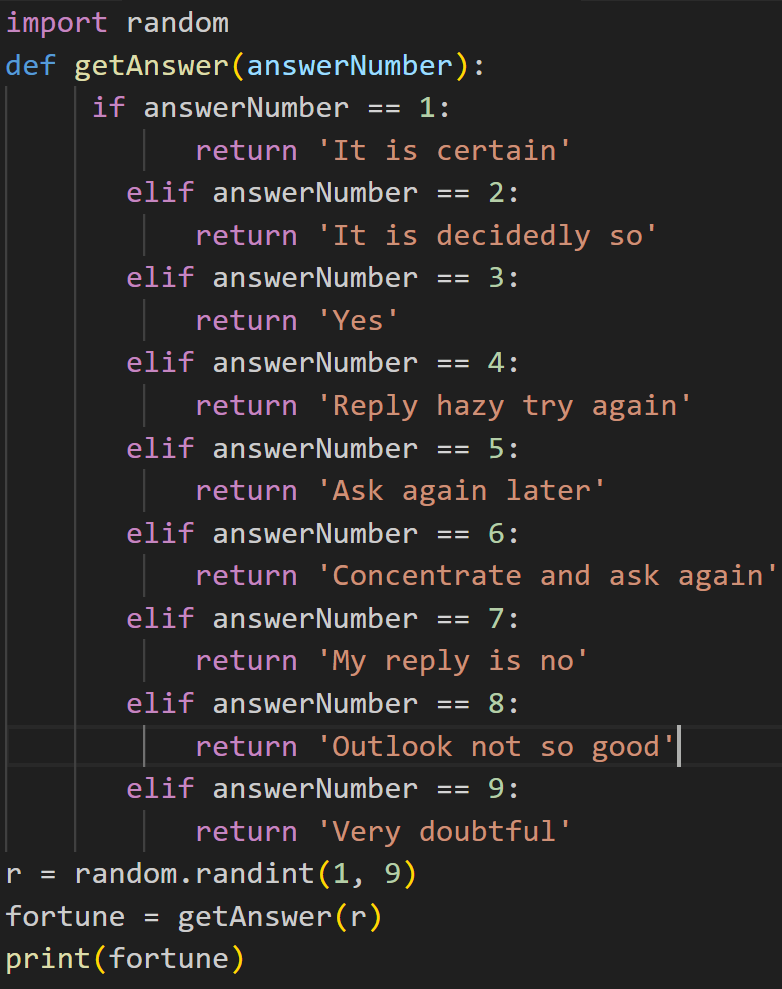 import random
def getAnswer(answerNumber):
     if answerNumber == 1:
           return 'It is certain'
       elif answerNumber == 2:
           return 'It is decidedly so'
       elif answerNumber == 3:
           return 'Yes'
       elif answerNumber == 4:
           return 'Reply hazy try again'
       elif answerNumber == 5:
           return 'Ask again later'
       elif answerNumber == 6:
           return 'Concentrate and ask again'
       elif answerNumber == 7:
           return 'My reply is no'
       elif answerNumber == 8:
           return 'Outlook not so good'
       elif answerNumber == 9:
           return 'Very doubtful'
r = random.randint(1, 9)
fortune = getAnswer(r)
print(fortune)